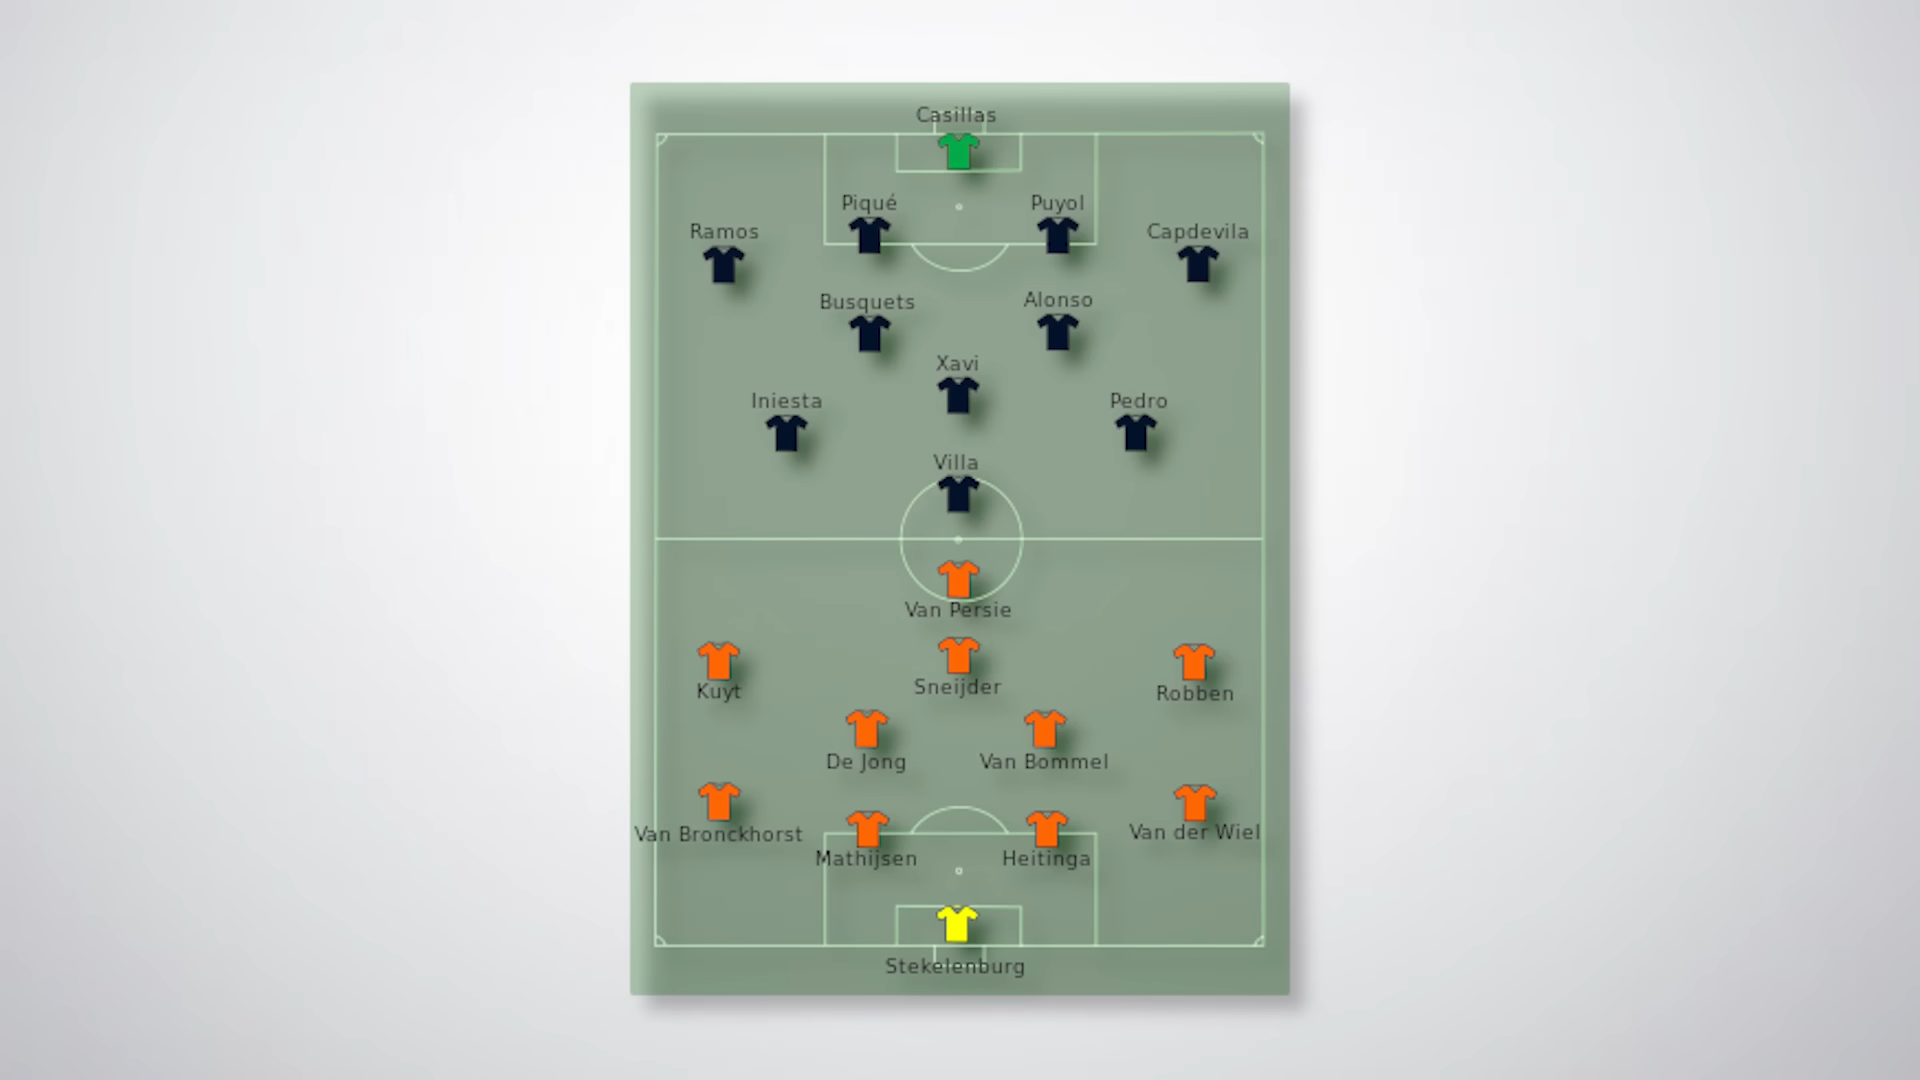 Casillas
Piqué
Puyol
Ramos
Capdevila
Busquets
Alonso
Xavi
Iniesta
Pedro
Villa
Van Persie
Sneijder
Kuyt
Robben
De Jong
Van Bommel
Van Bronckhorst
Van der Wiel
Mathijsen
Heitinga
Stekelenburg